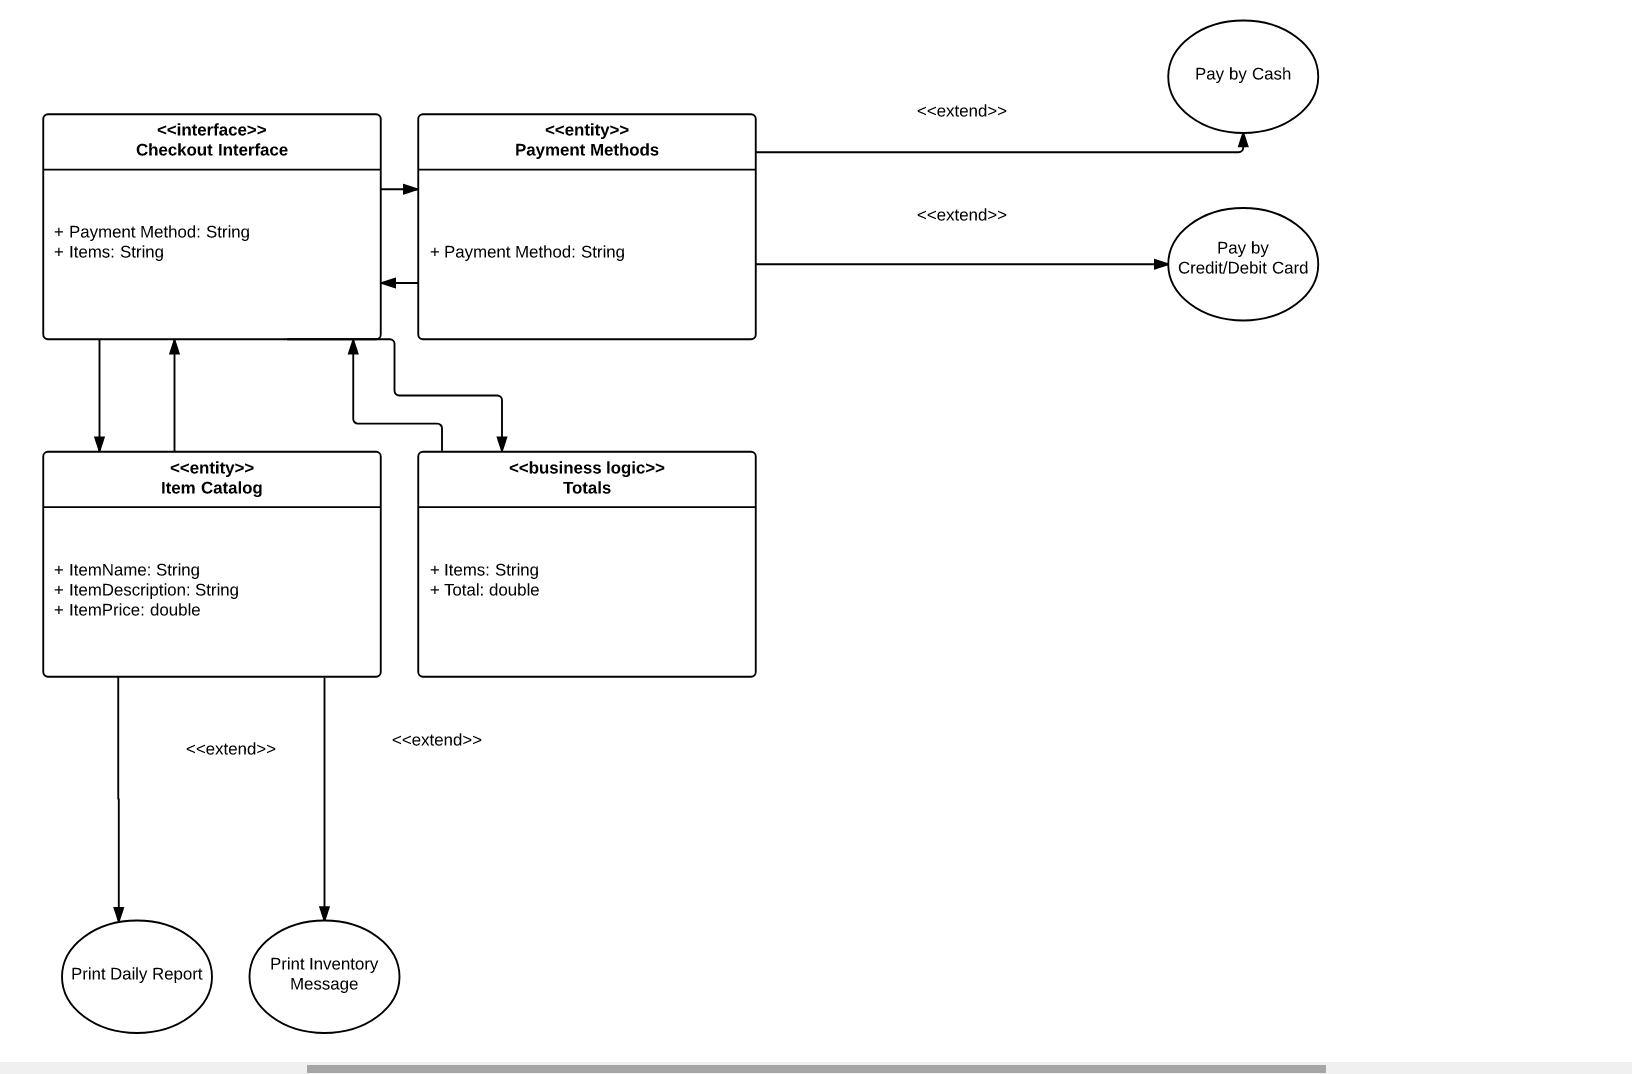 Pay by Cash
<<extend>>
<<interface>>
Checkout Interface
+ Payment Method: String
+ Items: String
<<entity>>
Payment Methods
+ Payment Method: String
<<extend>>
Pay by
Credit/Debit Card
<<entity>>
Item Catalog
+ ItemName: String
+ ItemDescription: String
+ ItemPrice: double
<<business logic>>
Totals
+ Items: String
+ Total: double
<<extend>>
<<extend>>
Print Daily Report
Print Inventory
Message